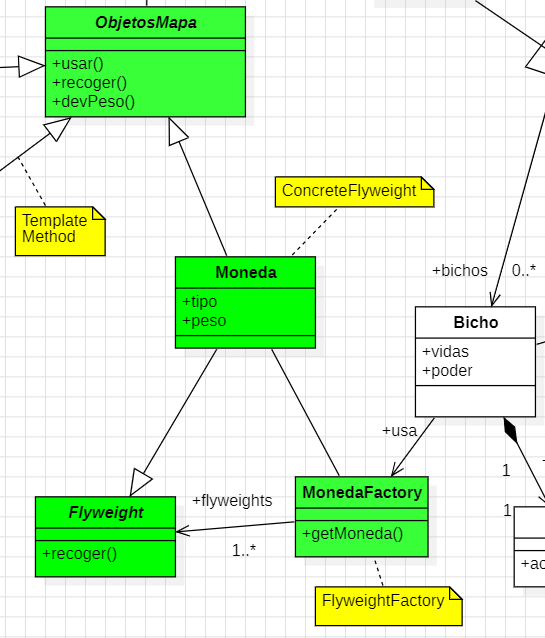 ObjetosMapa
+usar()
+recoger()
+devPeso()
ConcreteFlyweight
Template
Method
Moneda
+tipo
+peso
+bichos
0..*
Bicho
+vidas
+poder
+usa
1
1
MonedaFactory
+getMoneda()
+flyweights
1..*
Flyweight
+recoger()
+ac
FlyweightFactory